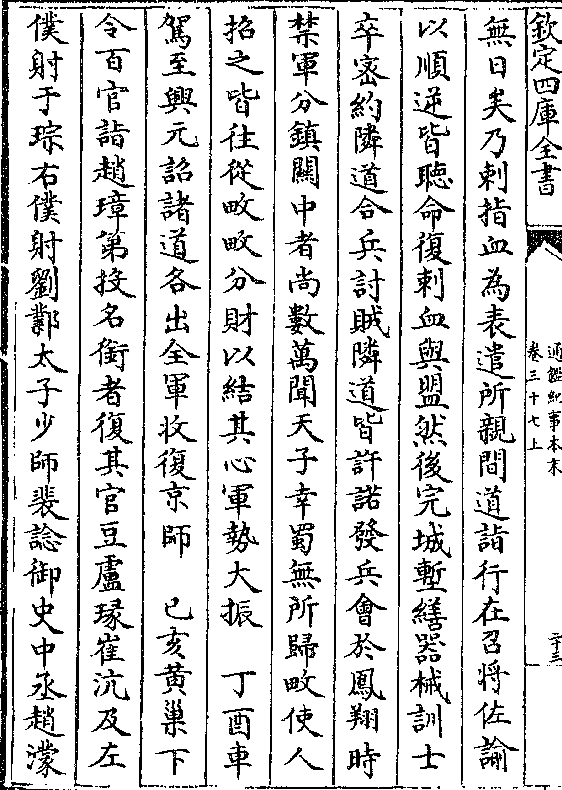 欽定四庫全書
通鑑紀事本末
卷三十七上
二十三
無日矣乃刺指血為表遣所親間道詣行在召將佐諭
以順逆皆聽命復刺血與盟然後完城塹繕器械訓士
卒密約隣道合兵討賊隣道皆許諾發兵會於鳳翔時
禁軍分鎮關中者尚數萬聞天子幸蜀無所歸畋使人
招之皆往從畋畋分財以結其心軍勢大振　丁酉車
駕至興元詔諸道各出全軍收復京師　己亥黄巢下
令百官詣趙璋第投名銜者復其官豆盧瑑崔沆及左
僕射于琮右僕射劉鄴太子少師裴諗御史中丞趙濛